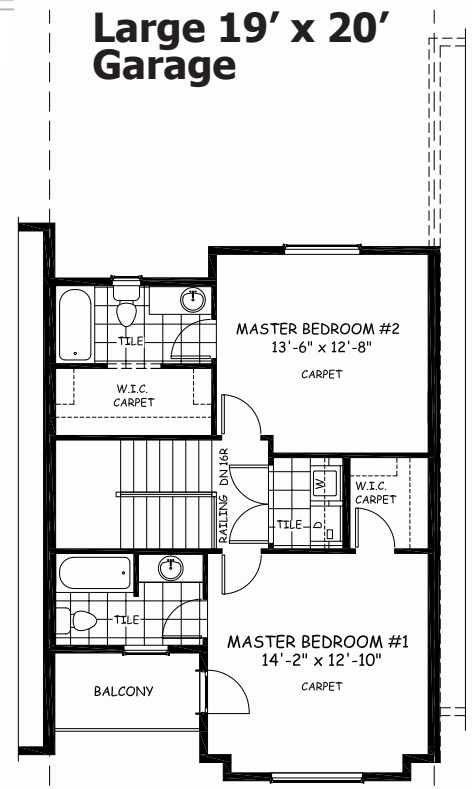 Large 19’ x 20’
Garage
MASTER BEDROOM #2
13'-6" x 12'-8"
CARPET
TILE
W.I.C.
CARPET
RAILING DN.16R
W
TILE
D
W.I.C.
CARPET
TILE
MASTER BEDROOM #1
14'-2" x 12'-10"
CARPET
BALCONY